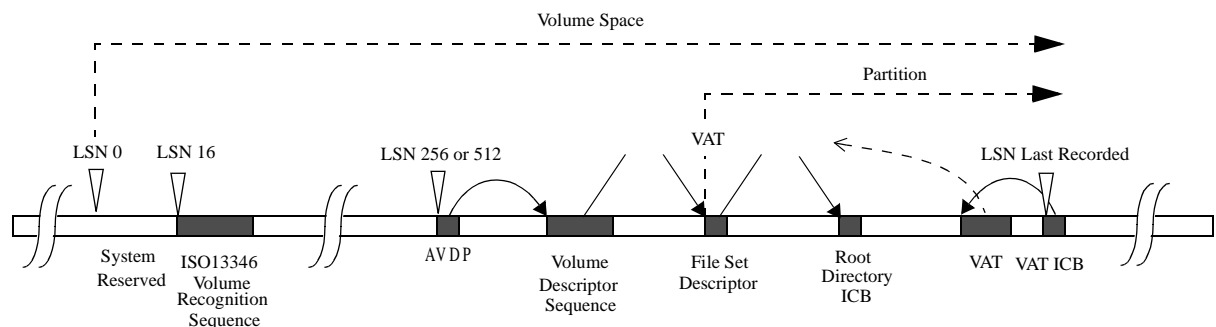 Volume Space
Partition
VAT
LSN 0
LSN 16
LSN 256 or 512
LSN Last Recorded
System
Reserved
ISO13346
Volume
Recognition
Sequence
AVDP
Volume
Descriptor
Sequence
File Set
Descriptor
Root
Directory
ICB
VAT
VAT ICB